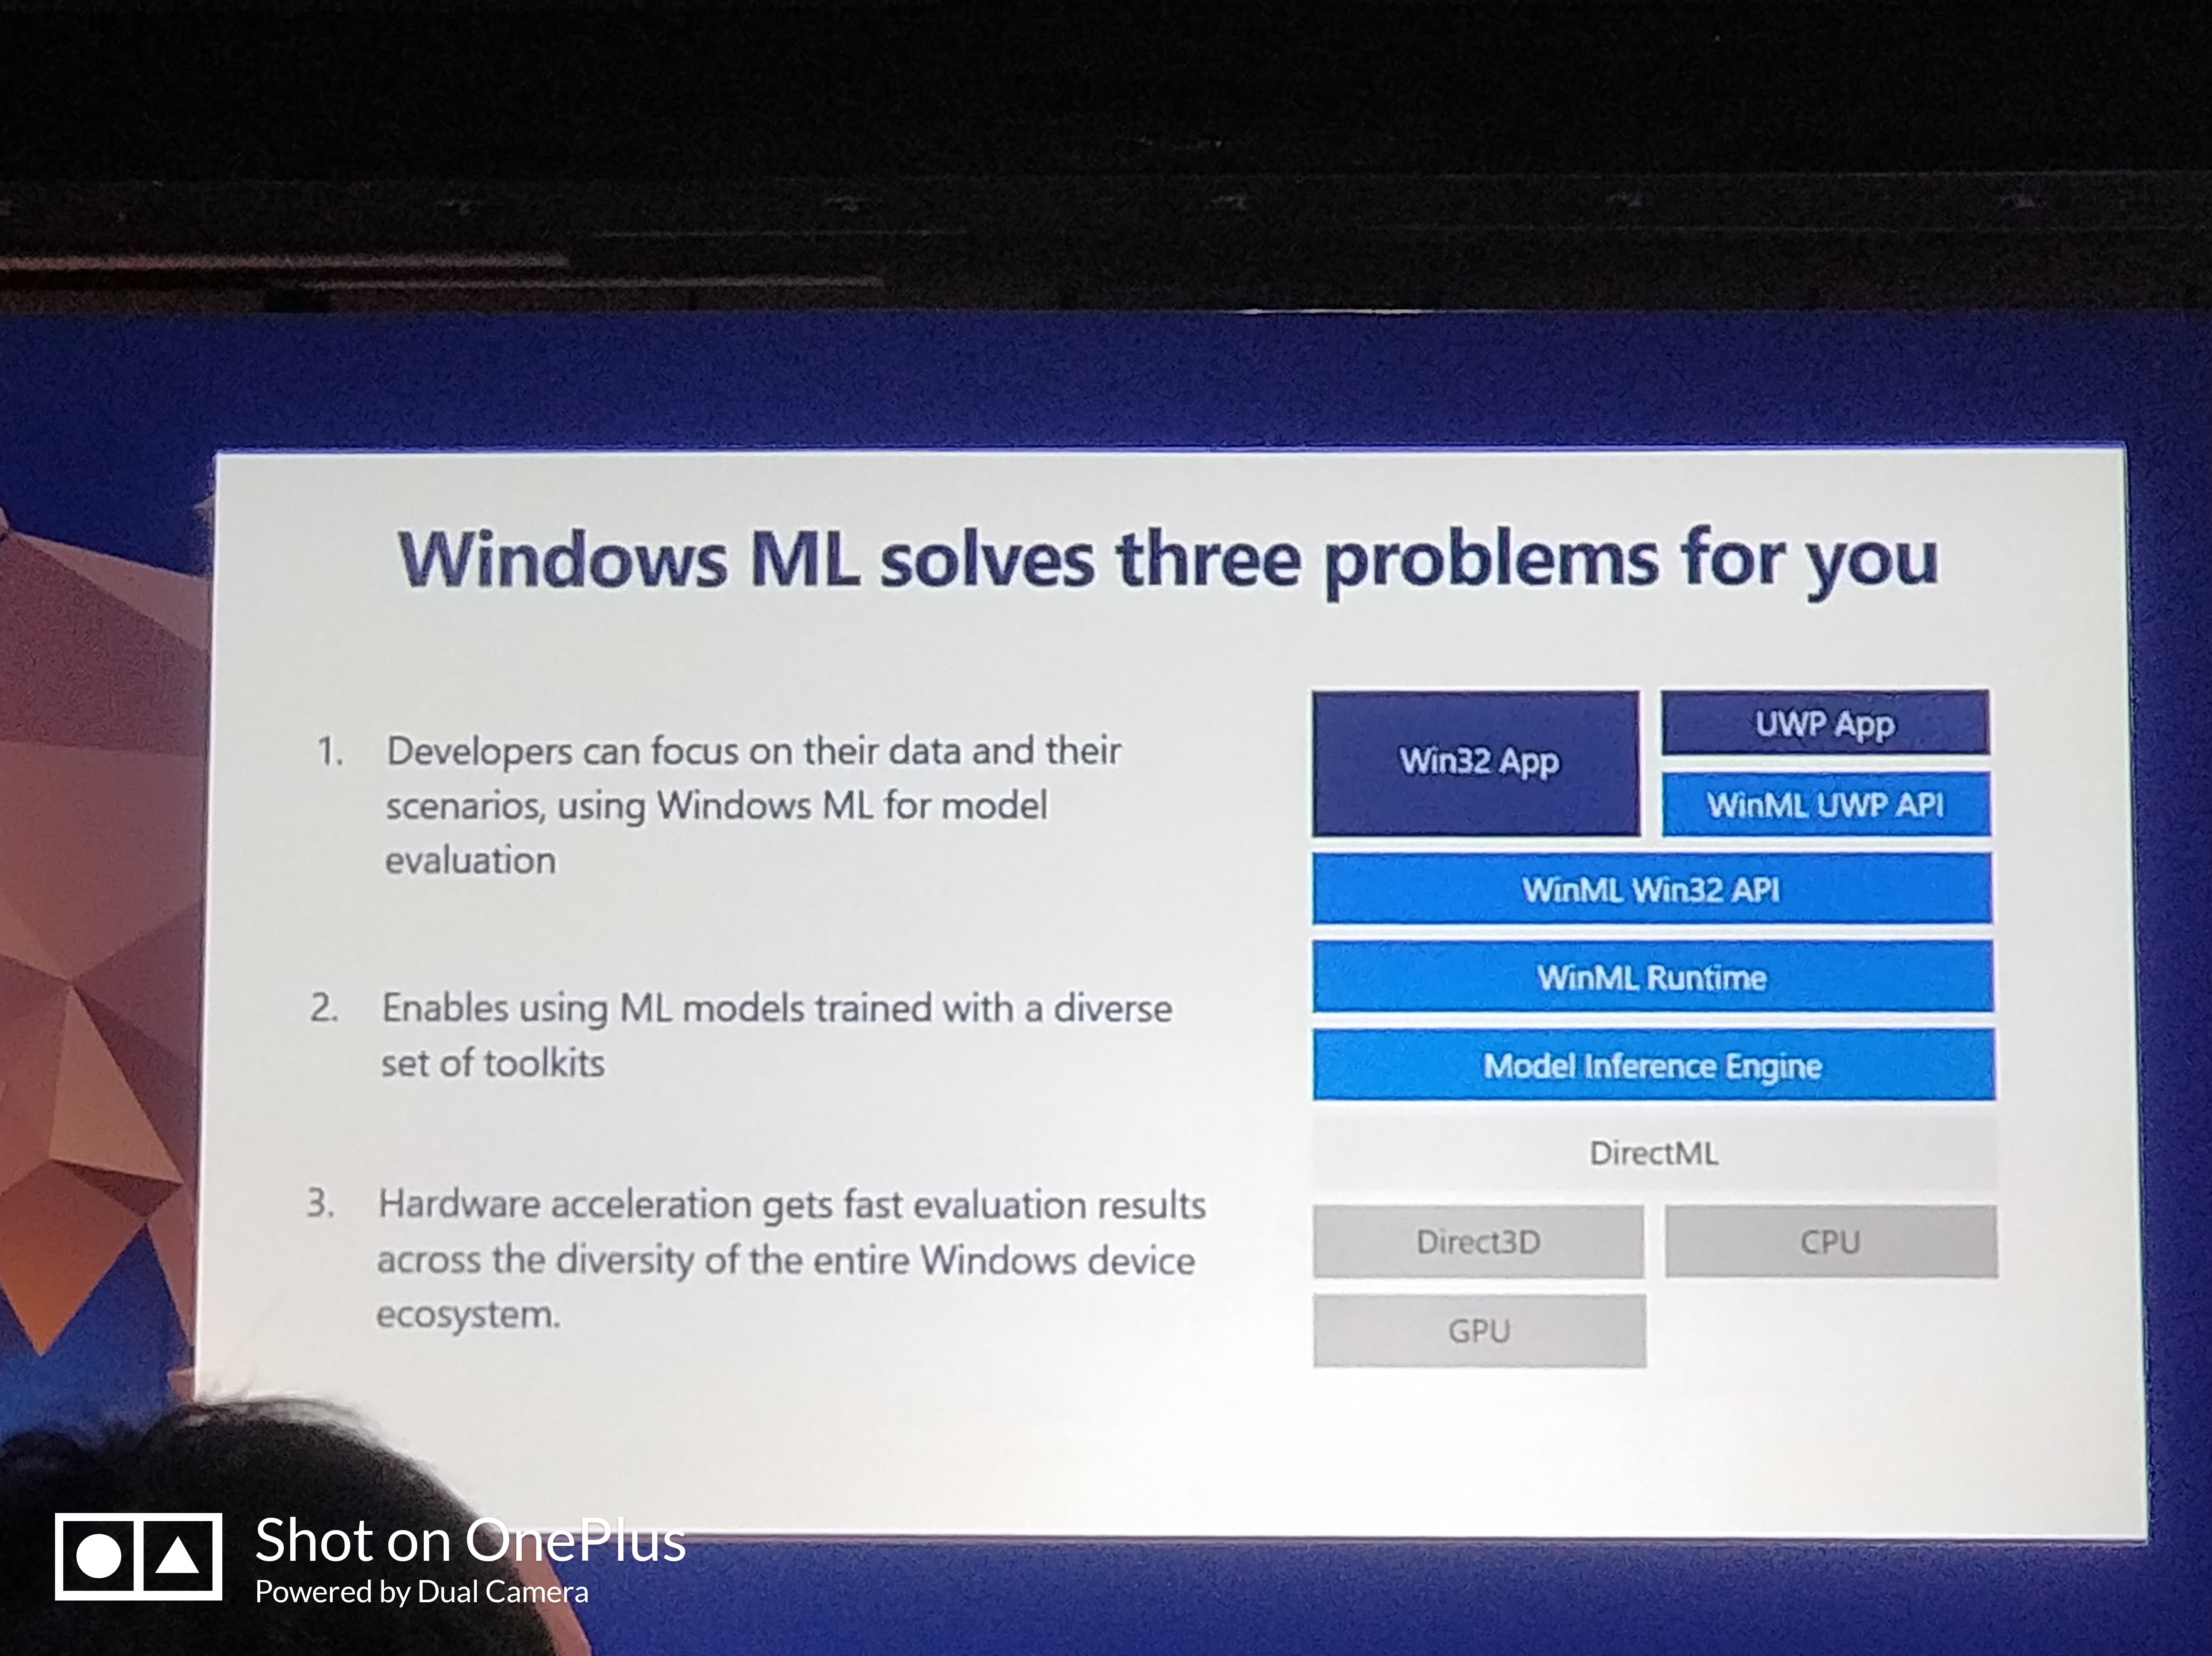 Windows ML solves three problems for you
1. Developers can focus on their data and their
scenarios, using Windows ML for model
evaluation
2. Enables using ML models trained with a diverse
set of toolkits
3. Hardware acceleration gets fast evaluation results
across the diversity of the entire Windows device
ecosystem.
Win32 App
UWP App
WinML UWP API
WinML Win32 API
WinML Runtime
Model Inference Engine
DirectML
Direct3D
CPU
GPU
Shot on OnePlus
Powered by Dual Camera